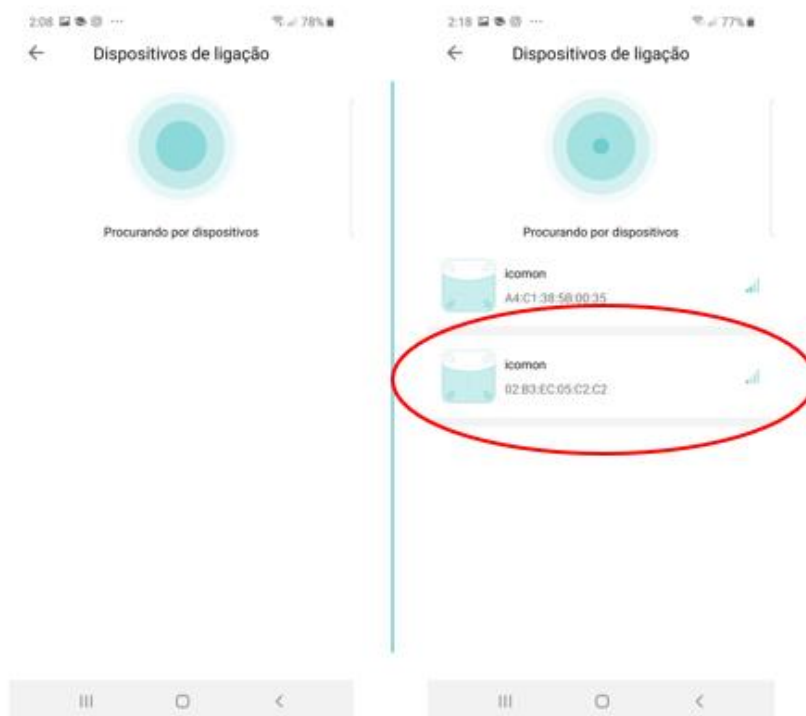 2:08 ... 78%
Dispositivos de ligação
Procurando por dispositivos
2:18 ... 77%
Dispositivos de ligação
Procurando por dispositivos
icomon
A4:C1:38:5B:00:35
icomon
02:B3:EC:05:C2:C2